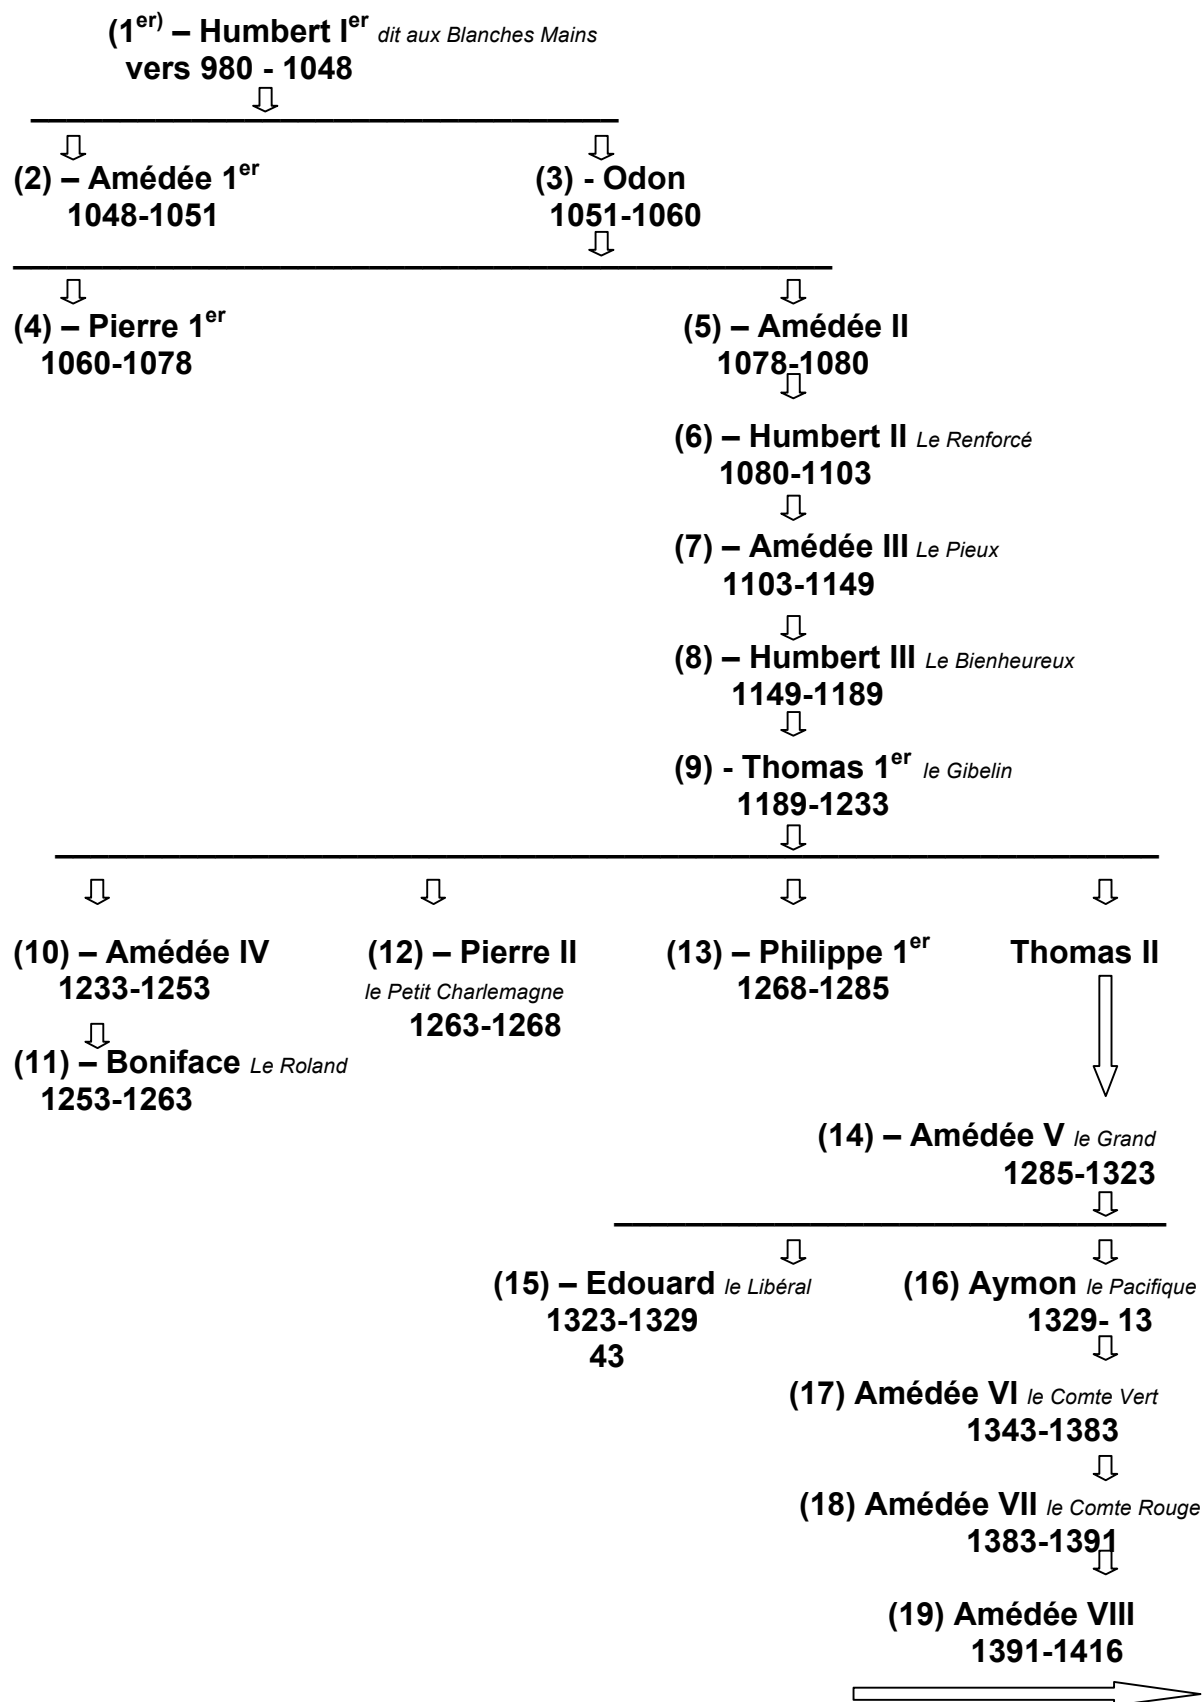 (1er) – Humbert Ier dit aux Blanches Mains
vers 980 - 1048
(2) – Amédée 1er
1048-1051
(3) - Odon
1051-1060
(4) – Pierre 1er
1060-1078
(5) – Amédée II
1078-1080
(6) – Humbert II Le Renforcé
1080-1103
(7) – Amédée III Le Pieux
1103-1149
(8) – Humbert III Le Bienheureux
1149-1189
(9) - Thomas 1er le Gibelin
1189-1233
(10) – Amédée IV
1233-1253
(12) – Pierre II
le Petit Charlemagne
1263-1268
(13) – Philippe 1er
1268-1285
Thomas II
(11) – Boniface Le Roland
1253-1263
(14) – Amédée V le Grand
1285-1323
(15) – Edouard le Libéral
1323-1329
(16) Aymon le Pacifique
1329- 13
43
(17) Amédée VI le Comte Vert
1343-1383
(18) Amédée VII le Comte Rouge
1383-1391
(19) Amédée VIII
1391-1416